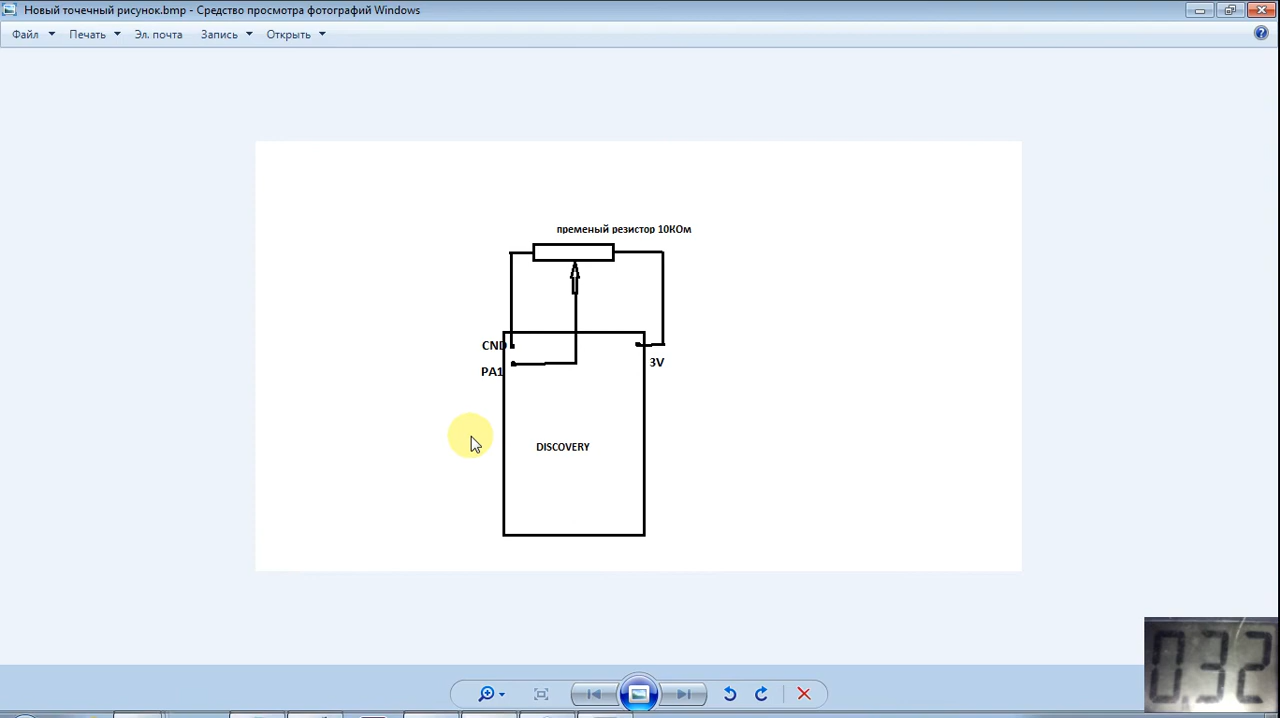 Новый точечный рисунок.bmp - Средство просмотра фотографий Windows
Файл Печать Эл. почта Запись Открыть
пременый резистор 10КОм
CND
PA1
3V
DISCOVERY
0.32